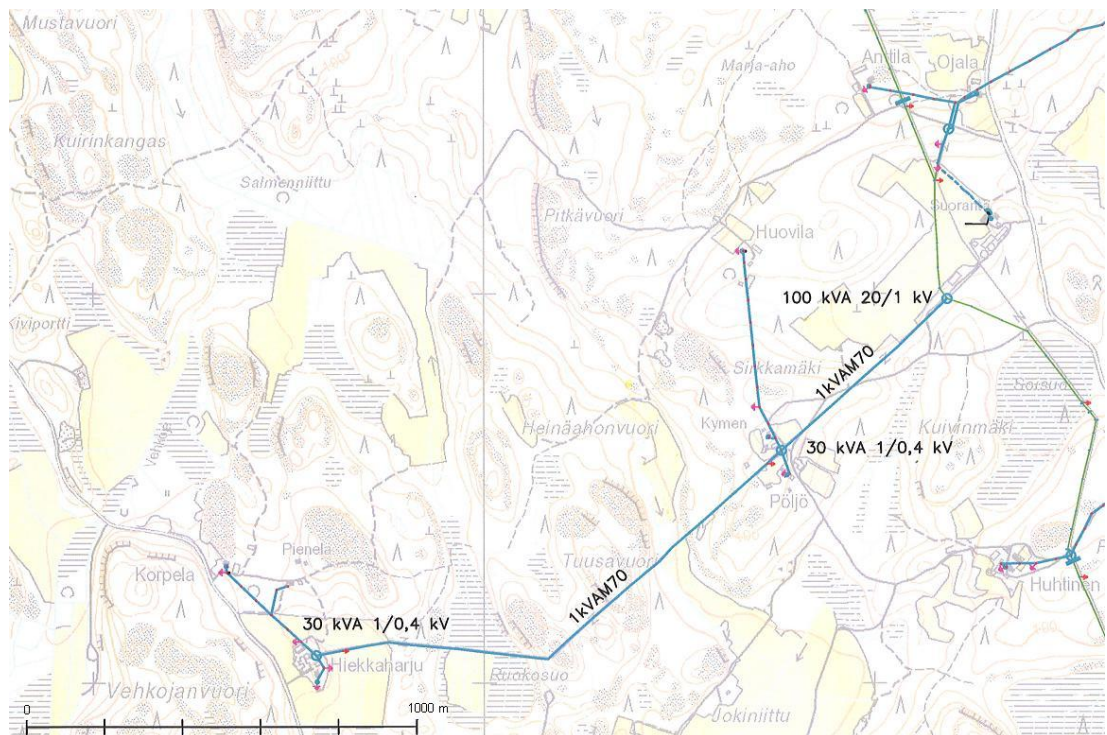 Mustavuori
Andila
Ojala
Marja-aho
Kuirinkangas
Salmenniittu
Pitkävuori
Suoranta
Huovila
100 kVA 20/1 kV
Kiviportti
Sirkkamäki
1kVAM70
Soisuo
Heinäahonvuori
Kymen
Kuivinmäki
30 kVA 1/0,4 kV
Pöljö
Pienelä
Korpela
Tuusavuori
Huhtinen
1kVAM70
30 kVA 1/0,4 kV
Hiekkaharju
Vehkojanvuori
Ruokosuo
0
1000 m
Jokiniittu